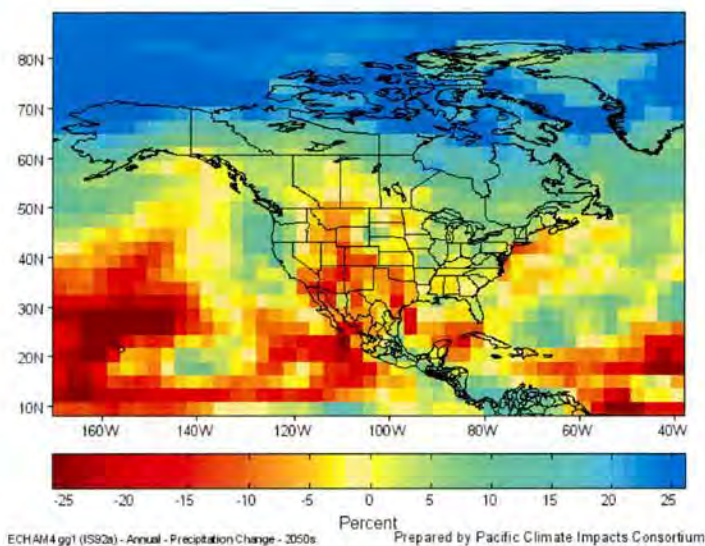 80N
70N
60N
50N
40N
30N
20N
10N
160W 140W 120W 100W 80W 60W 40W
-25 -20 -15 -10 -5 0 5 10 15 20 25
Percent
ECHAM4 gg1 (IS92a) - Annual - Precipitation Change - 2050s
Prepared by Pacific Climate Impacts Consortium